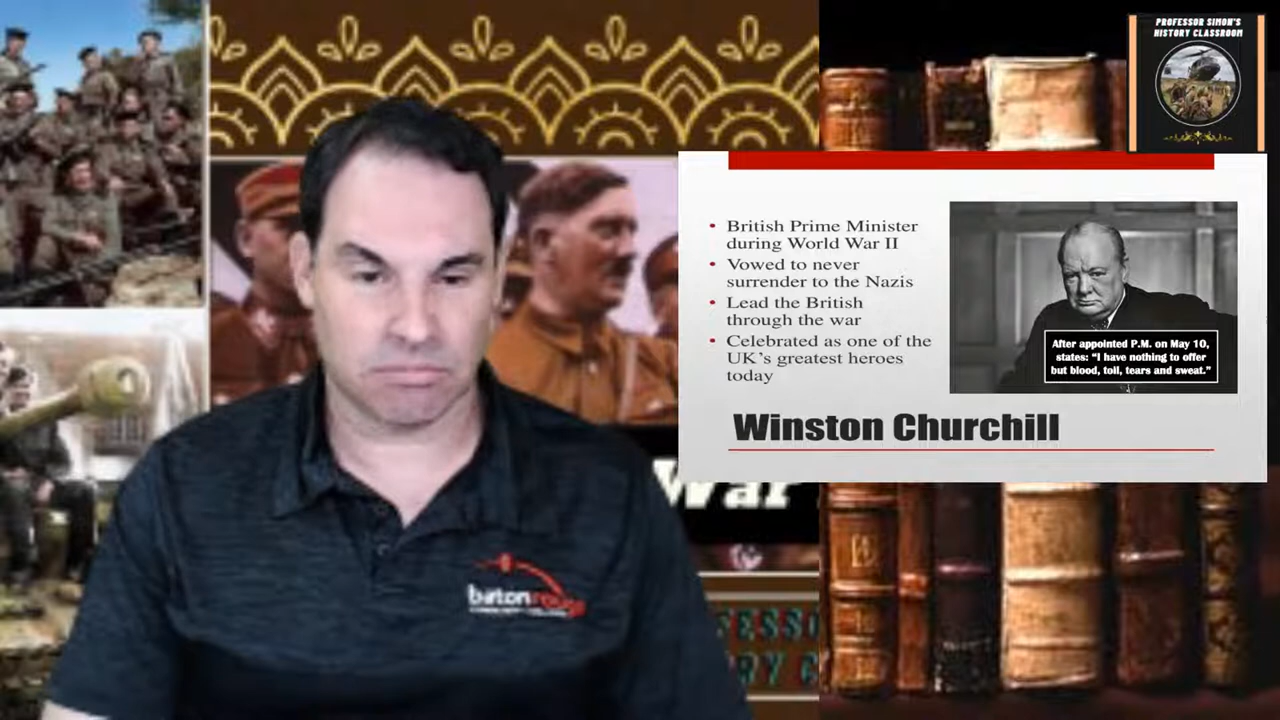 PROFESSOR SIMON'S
HISTORY CLASSROOM
• British Prime Minister
during World War II
• Vowed to never
surrender to the Nazis
• Lead the British
through the war
• Celebrated as one of the
UK's greatest heroes
today
After appointed P.M. on May 10,
states: "I have nothing to offer
but blood, toil, tears and sweat."
Winston Churchill
War
baton